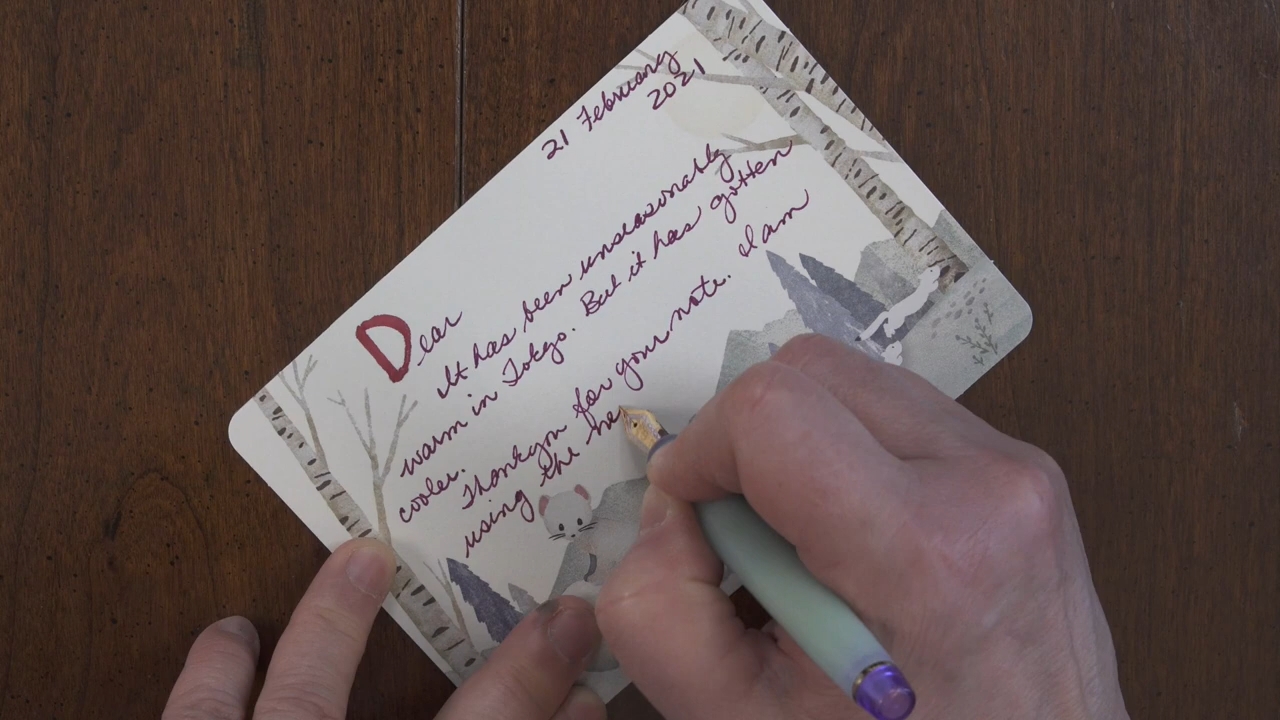 21 February
2021
Dear
It has been unseasonably
warm in Tokyo. But it has gotten
cooler.
Thank you for your note. I am
using the ne